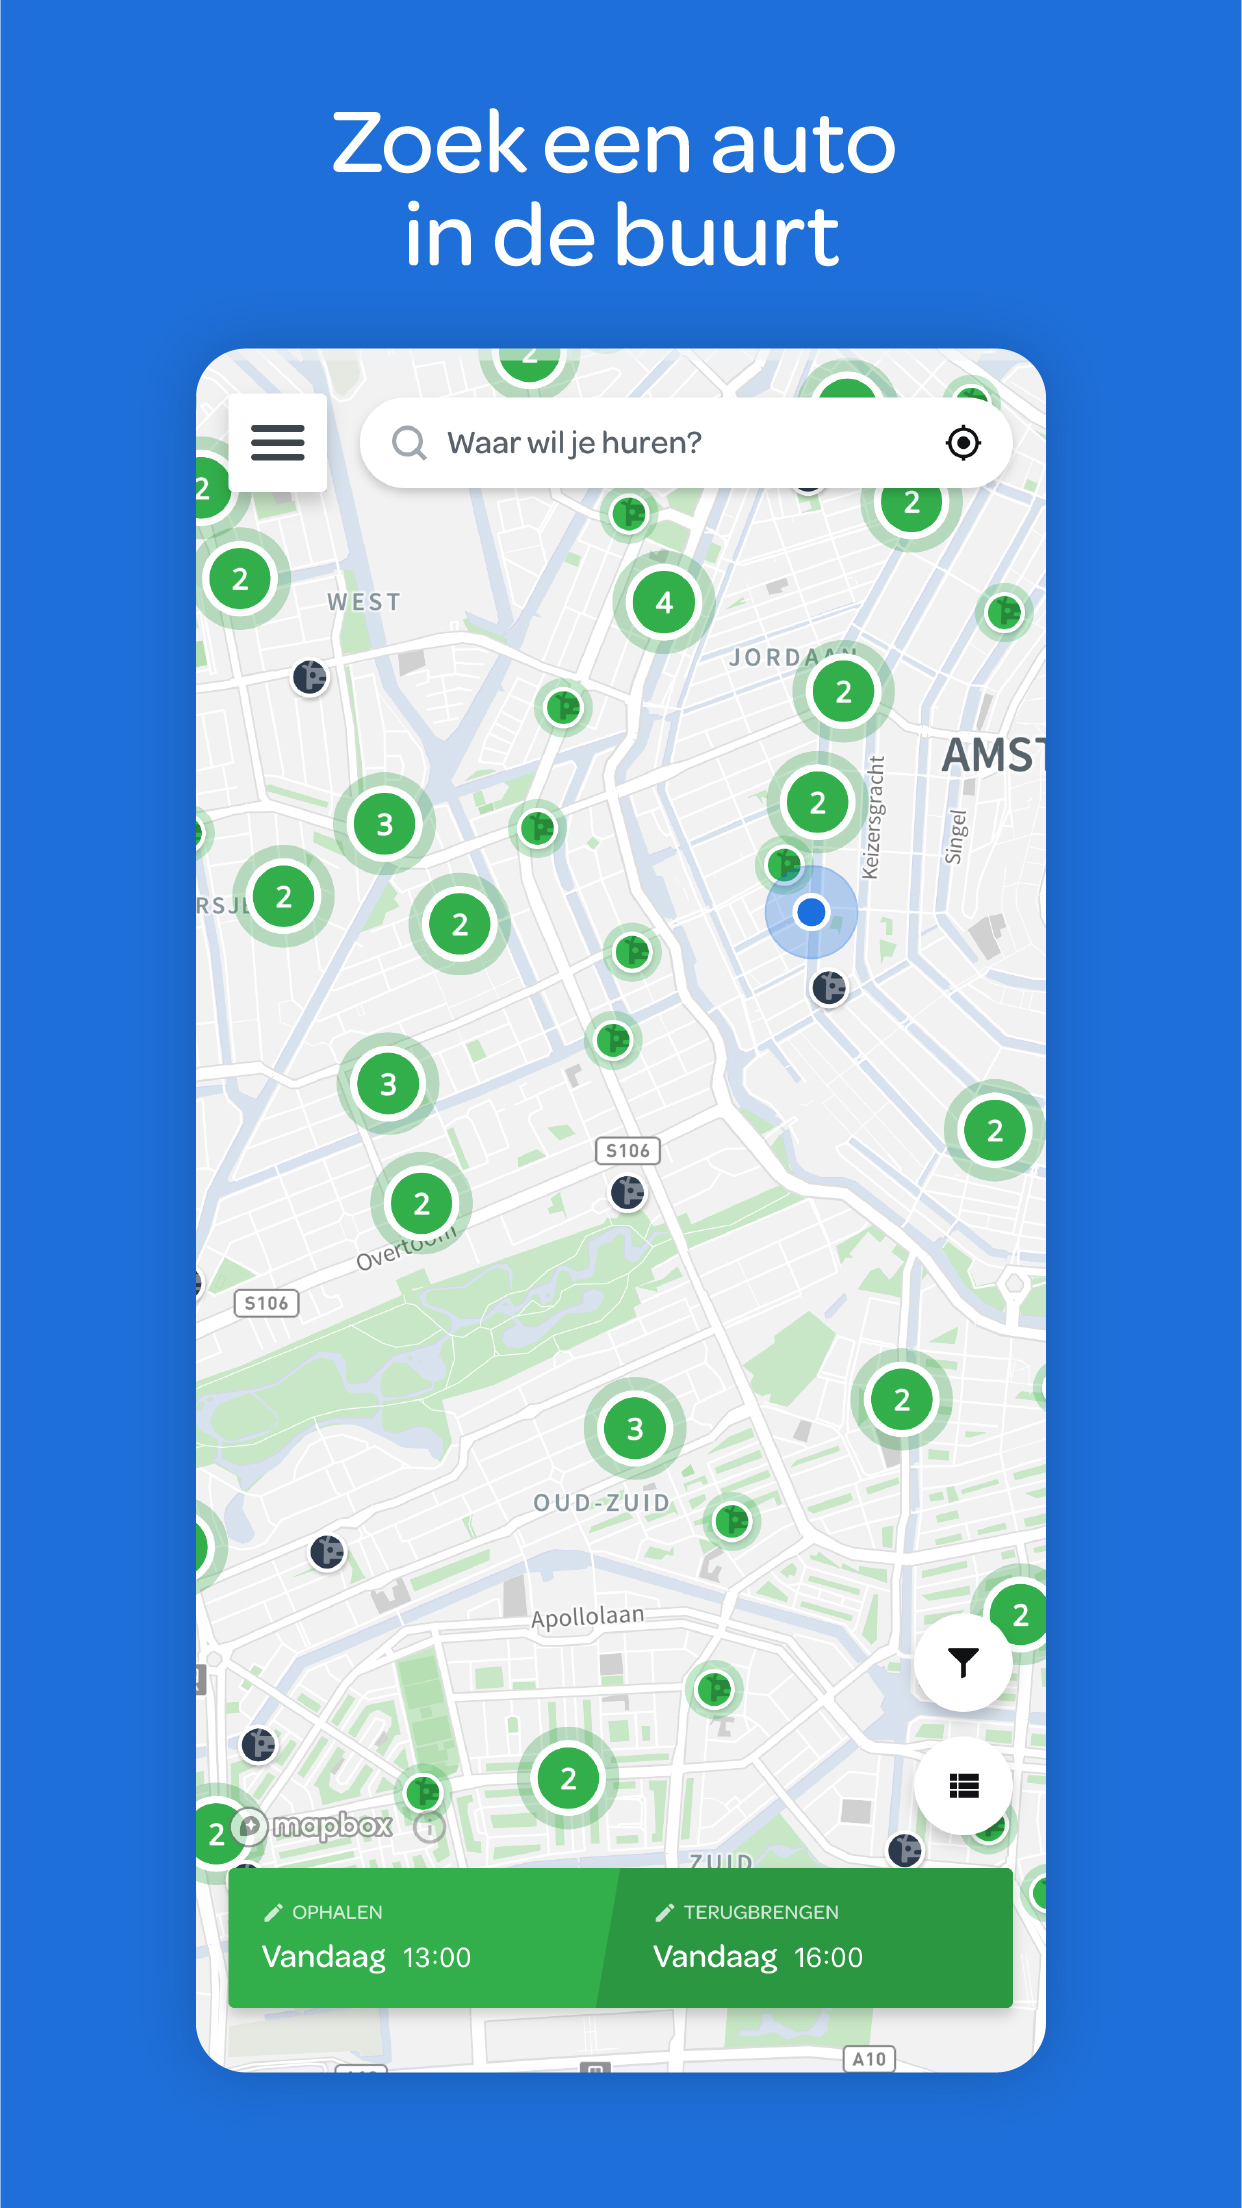 Zoek een auto
in de buurt
2
Waar wil je huren?
2
2
2
WEST
4
JORDAAN
2
AMST
2
Keizersgracht
Singel
3
2
2
3
2
S106
2
Overtoom
S106
2
3
OUD-ZUID
Apollolaan
2
2
2
mapbox
ZUID
OPHALEN
TERUGBRENGEN
Vandaag 13:00
Vandaag 16:00
A10